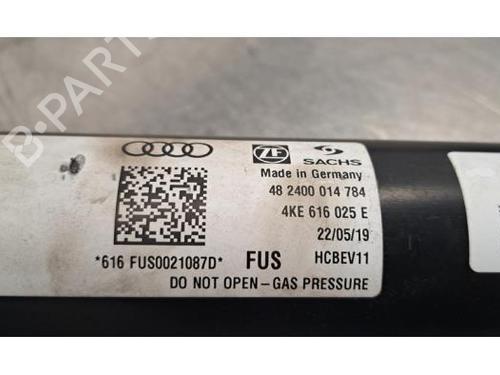 B-PARTS
ZF SACHS
Made in Germany
48 2400 014 784
4KE 616 025 E
22/05/19
*616 FUS0021087D* FUS HCBEV11
DO NOT OPEN-GAS PRESSURE